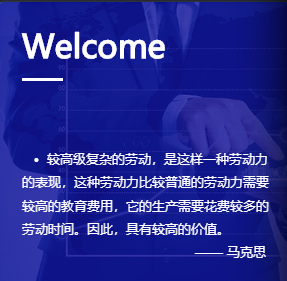 Welcome
• 较高级复杂的劳动，是这样一种劳动力
的表现，这种劳动力比较普通的劳动力需要
较高的教育费用，它的生产需要花费较多的
劳动时间。因此，具有较高的价值。
—— 马克思